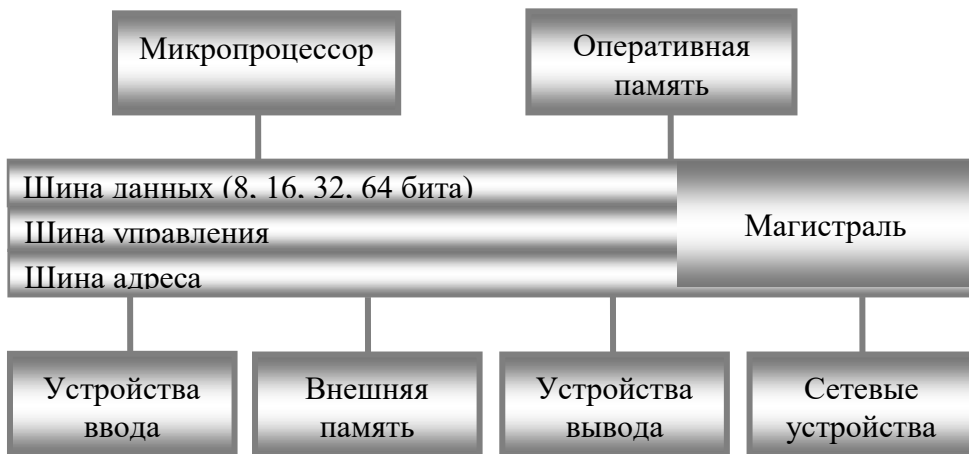 Микропроцессор
Оперативная
память
Шина данных (8, 16, 32, 64 бита)
Шина управления
Шина адреса
Магистраль
Устройства
ввода
Внешняя
память
Устройства
вывода
Сетевые
устройства